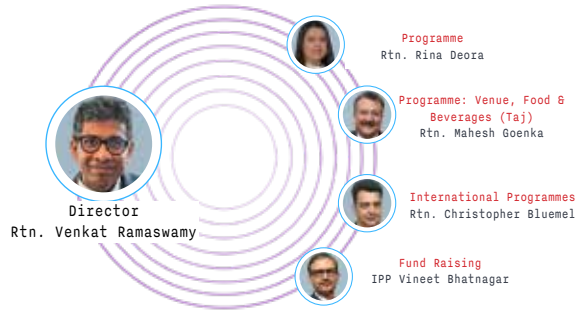 Programme
Rtn. Rina Deora
Programme: Venue, Food &
Beverages (Taj)
Rtn. Mahesh Goenka
Director
Rtn. Venkat Ramaswamy
International Programmes
Rtn. Christopher Bluemel
Fund Raising
IPP Vineet Bhatnagar